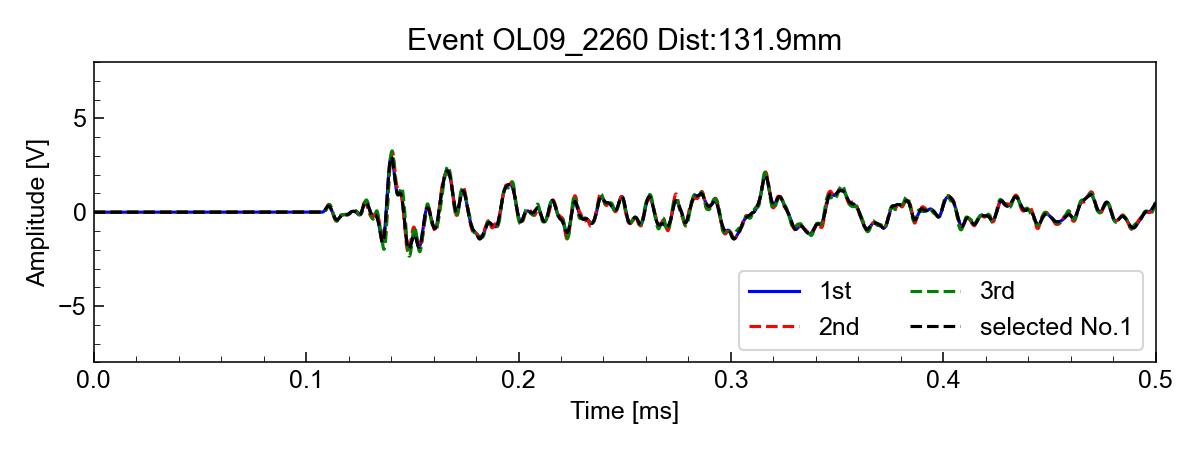 Event OL09_2260 Dist:131.9mm
Amplitude [V]
5
0
−5
1st
2nd
3rd
selected No.1
0.0 0.1 0.2 0.3 0.4 0.5
Time [ms]